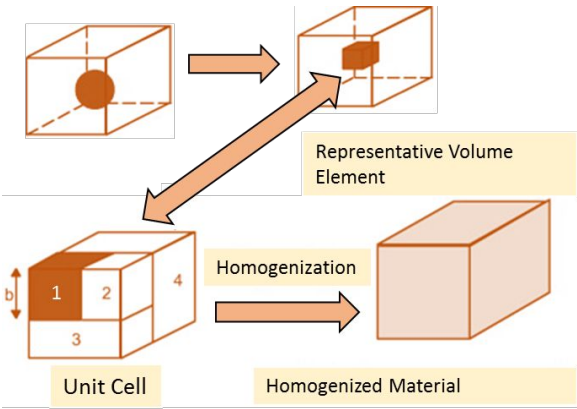 Representative Volume
Element
Homogenization
b
1
2
4
3
Unit Cell
Homogenized Material